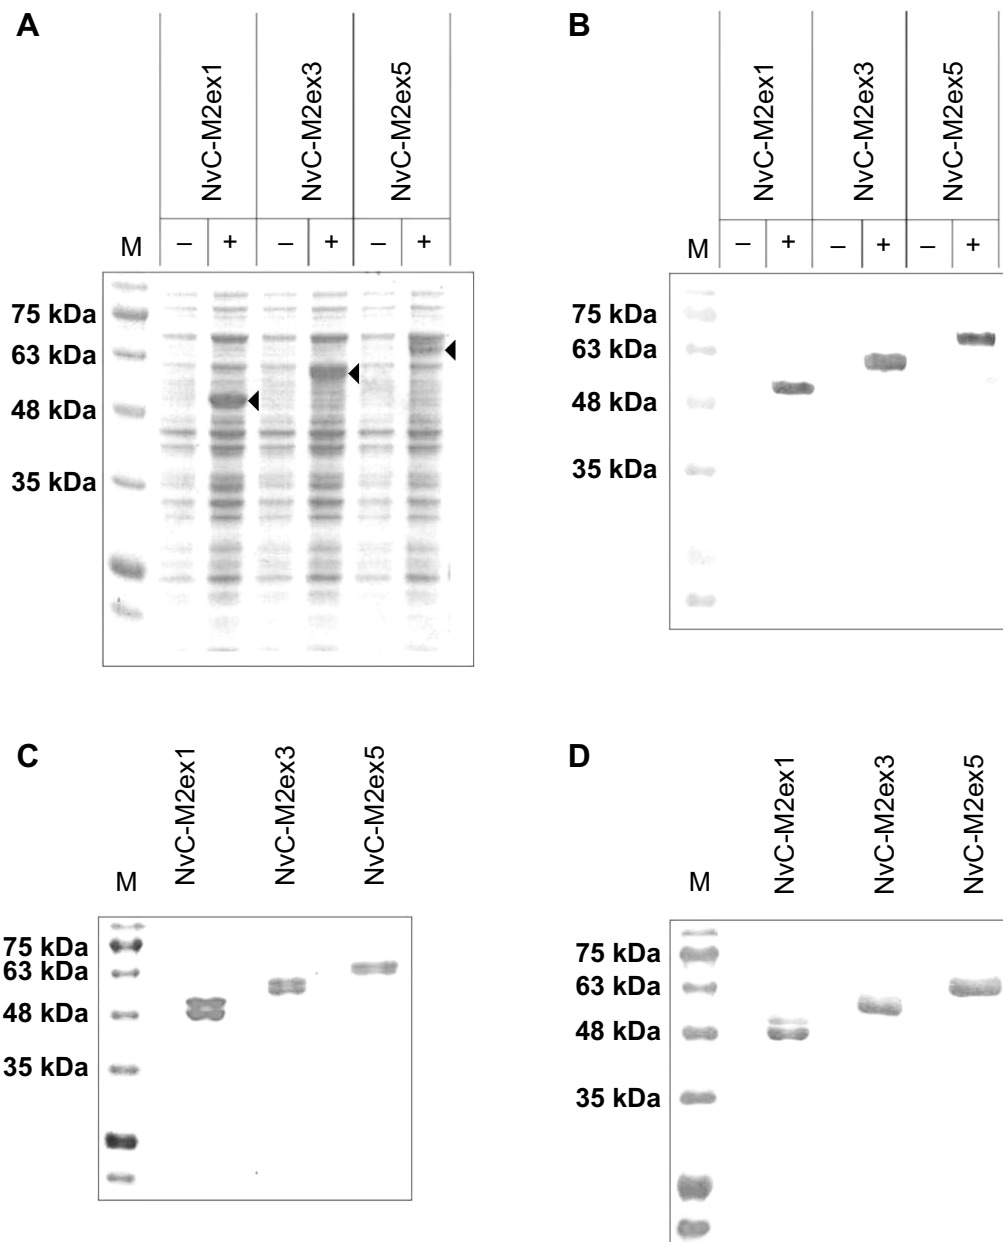 A
NvC-M2ex1
NvC-M2ex3
NvC-M2ex5
M – + – + – +
75 kDa
63 kDa
48 kDa
35 kDa
B
NvC-M2ex1
NvC-M2ex3
NvC-M2ex5
M – + – + – +
75 kDa
63 kDa
48 kDa
35 kDa
C
NvC-M2ex1
NvC-M2ex3
NvC-M2ex5
M
75 kDa
63 kDa
48 kDa
35 kDa
D
NvC-M2ex1
NvC-M2ex3
NvC-M2ex5
M
75 kDa
63 kDa
48 kDa
35 kDa